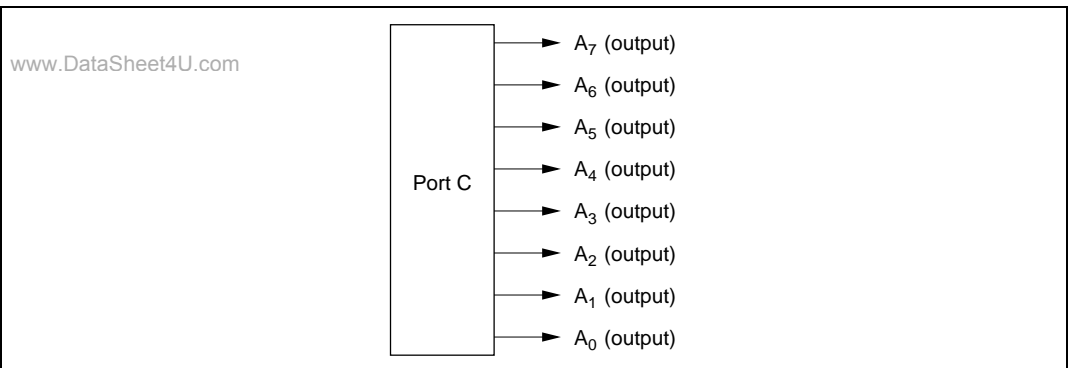 www.DataSheet4U.com
Port C
A₇ (output)
A₆ (output)
A₅ (output)
A₄ (output)
A₃ (output)
A₂ (output)
A₁ (output)
A₀ (output)